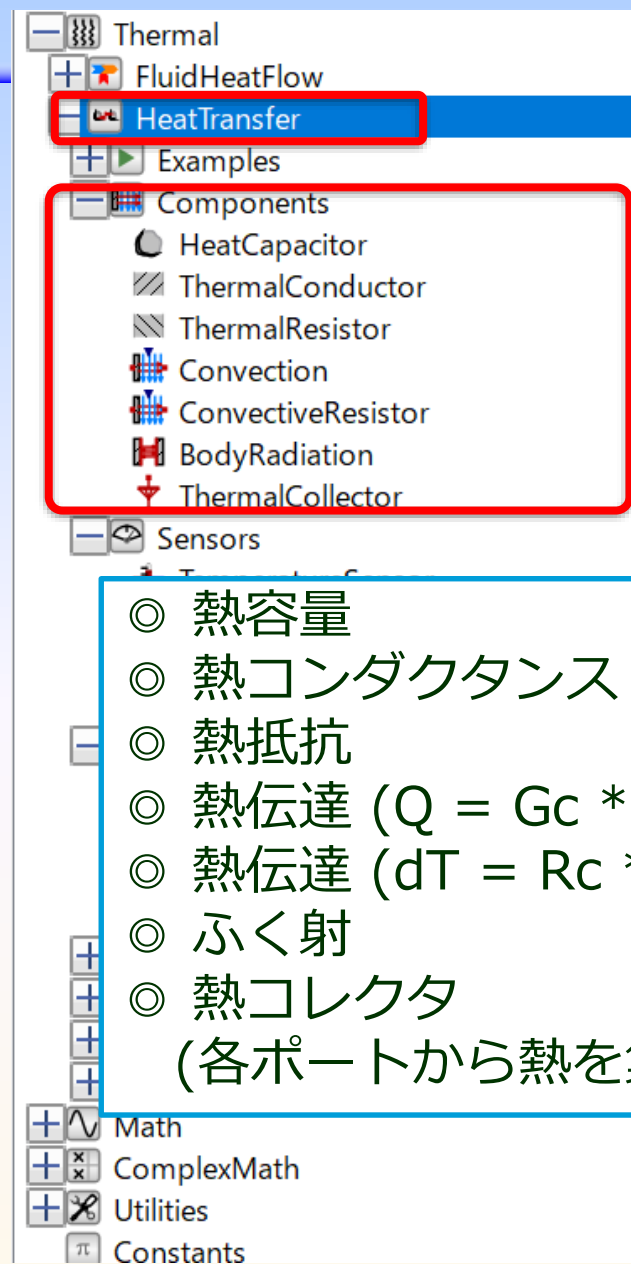 Thermal
FluidHeatFlow
HeatTransfer
Examples
Components
HeatCapacitor
ThermalConductor
ThermalResistor
Convection
ConvectiveResistor
BodyRadiation
ThermalCollector
Sensors
◎ 熱容量
◎ 熱コンダクタンス
◎ 熱抵抗
◎ 熱伝達 (Q = Gc *
◎ 熱伝達 (dT = Rc *
◎ ふく射
◎ 熱コレクタ
(各ポートから熱を
Math
ComplexMath
Utilities
π Constants